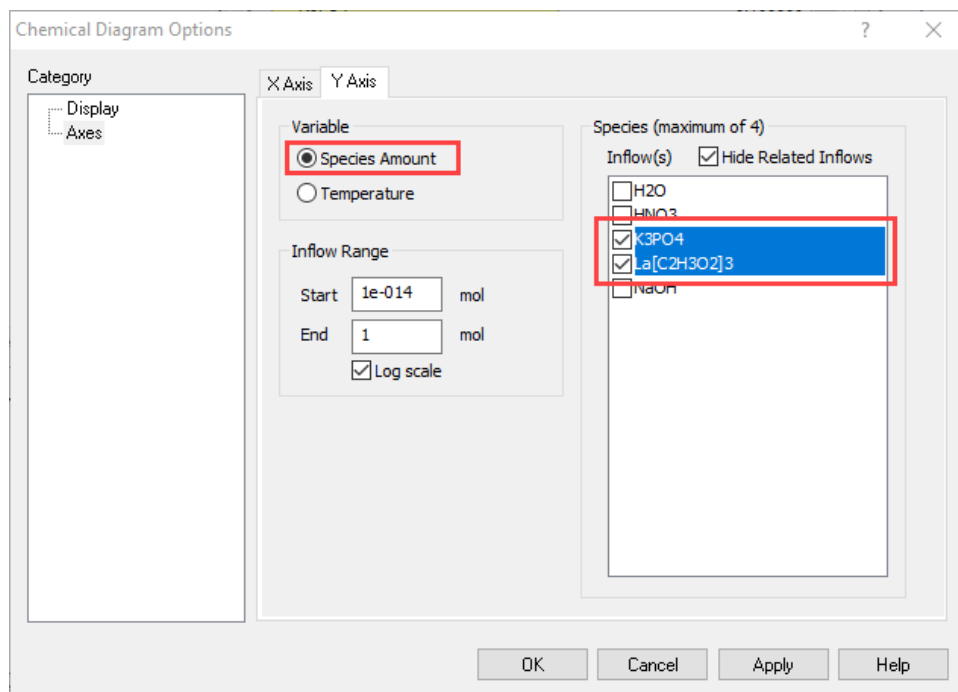 Chemical Diagram Options
Category
Display
Axes
X Axis
Y Axis
Variable
Species Amount
Temperature
Inflow Range
Start 1e-014 mol
End 1 mol
Log scale
Species (maximum of 4)
Inflow(s) Hide Related Inflows
H2O
HNO3
K3PO4
La[C2H3O2]3
NaOH
OK
Cancel
Apply
Help